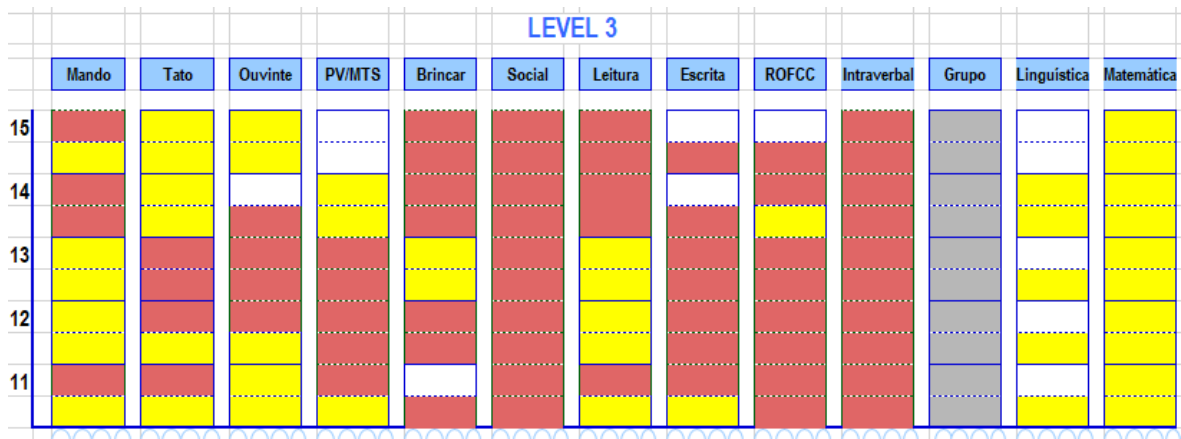 LEVEL 3
Mando Tato Ouvinte PV/MTS Brincar Social Leitura Escrita ROFCC Intraverbal Grupo Linguística Matemática
15
14
13
12
11